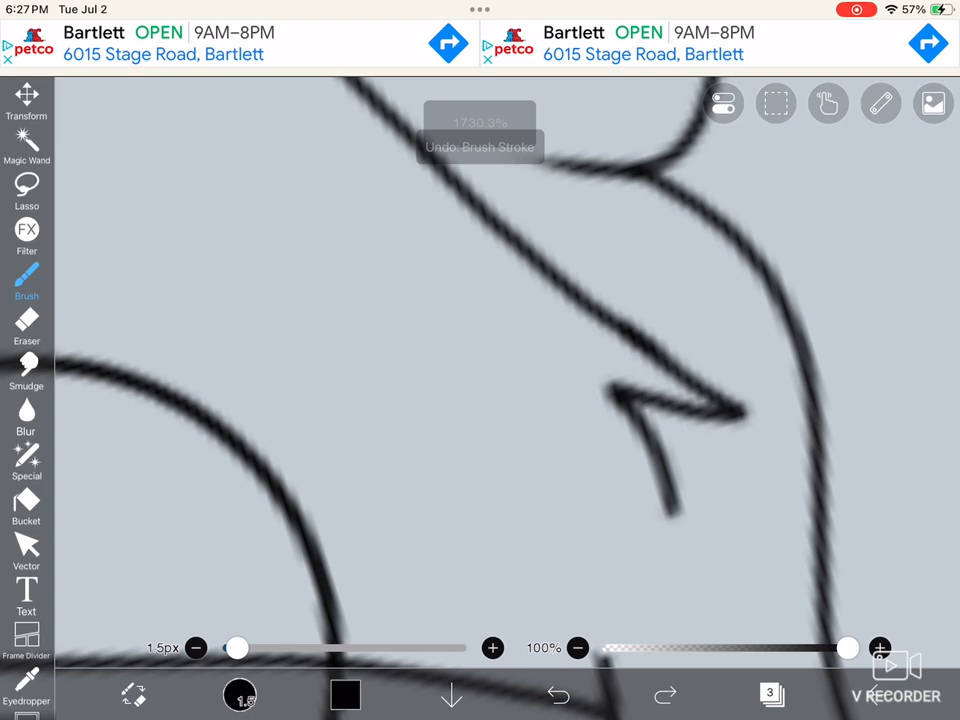 6:27 PM Tue Jul 2
57%
petco
Bartlett OPEN 9AM–8PM
6015 Stage Road, Bartlett
petco
Bartlett OPEN 9AM–8PM
6015 Stage Road, Bartlett
Transform
Magic Wand
Lasso
FX
Filter
Brush
Eraser
Smudge
Blur
Special
Bucket
Vector
T
Text
Frame Divider
Eyedropper
1730.3%
Undo: Brush Stroke
1.5px
100%
1.5
3
V RECORDER